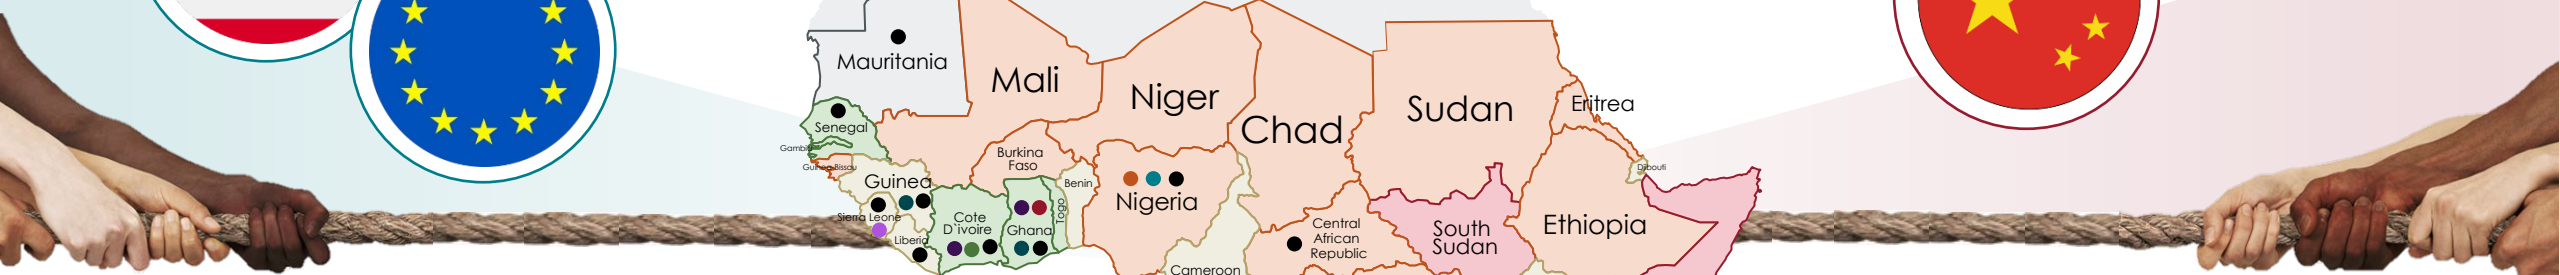 Mauritania
Mali
Niger
Chad
Sudan
Eritrea
Senegal
Gambia
Guinea-Bissau
Guinea
Burkina
Faso
Benin
Nigeria
Djibouti
Sierra Leone
Liberia
Cote
D'ivoire
Ghana
Togo
Central
African
Republic
South
Sudan
Ethiopia
Cameroon